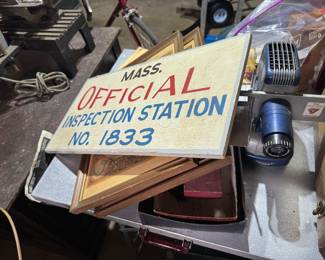 MASS.
OFFICIAL
INSPECTION STATION
NO. 1833